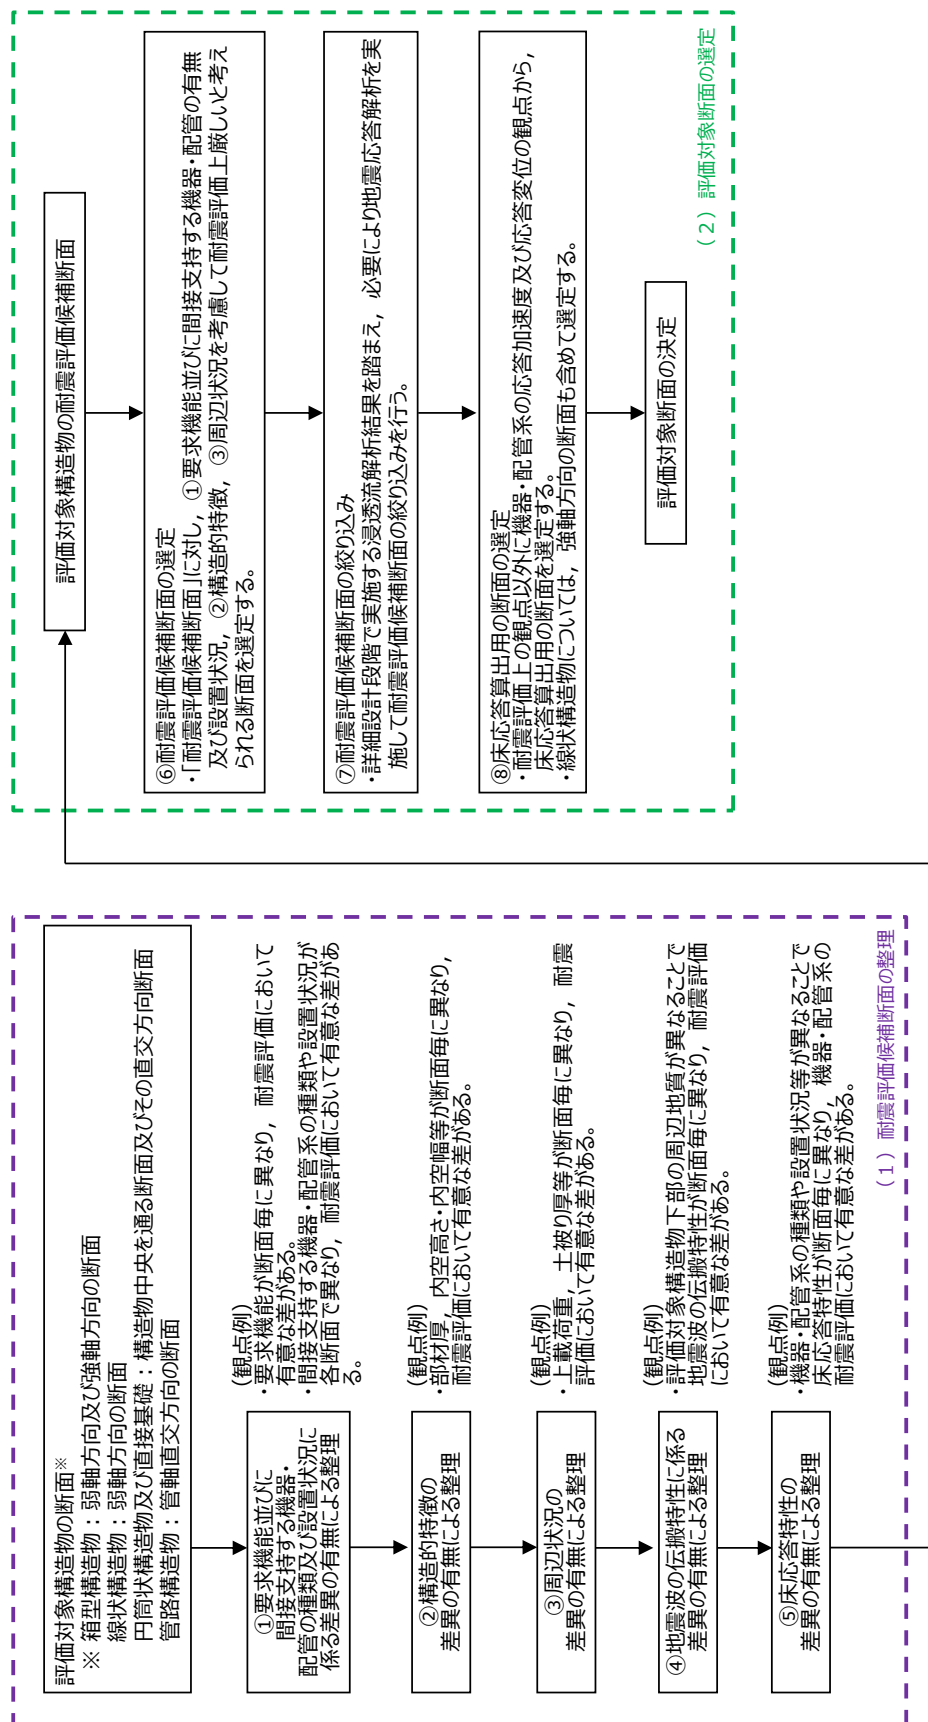 評価対象構造物の断面※
※ 箱型構造物：弱軸方向及び強軸方向の断面
線状構造物：弱軸方向の断面
円筒状構造物及び直接基礎：構造物中央を通る断面及びその直交方向断面
管路構造物：管軸直交方向の断面
①要求機能並びに
間接支持する機器・
配管の種類及び設置状況に
係る差異の有無による整理
(観点例)
・要求機能が断面毎に異なり，耐震評価において
有意な差がある。
・間接支持する機器・配管系の種類や設置状況が
各断面で異なり，耐震評価において有意な差があ
る。
②構造的特徴の
差異の有無による整理
(観点例)
・部材厚，内空高さ・内空幅等が断面毎に異なり，
耐震評価において有意な差がある。
③周辺状況の
差異の有無による整理
(観点例)
・上載荷重，土被り厚等が断面毎に異なり，耐震
評価において有意な差がある。
④地震波の伝搬特性に係る
差異の有無による整理
(観点例)
・評価対象構造物下部の周辺地質が異なることで
地震波の伝搬特性が断面毎に異なり，耐震評価
において有意な差がある。
⑤床応答特性の
差異の有無による整理
(観点例)
・機器・配管系の種類や設置状況等が異なることで
床応答特性が断面毎に異なり，機器・配管系の
耐震評価において有意な差がある。
(1) 耐震評価候補断面の整理
評価対象構造物の耐震評価候補断面
⑥耐震評価候補断面の選定
・「耐震評価候補断面」に対し，①要求機能並びに間接支持する機器・配管の有無
及び設置状況，②構造的特徴，③周辺状況を考慮して耐震評価上厳しいと考え
られる断面を選定する。
⑦耐震評価候補断面の絞り込み
・詳細設計段階で実施する浸透流解析結果を踏まえ，必要により地震応答解析を実
施して耐震評価候補断面の絞り込みを行う。
⑧床応答算出用の断面の選定
・耐震評価上の観点以外に機器・配管系の応答加速度及び応答変位の観点から，
床応答算出用の断面を選定する。
・線状構造物については，強軸方向の断面も含めて選定する。
評価対象断面の決定
(2) 評価対象断面の選定